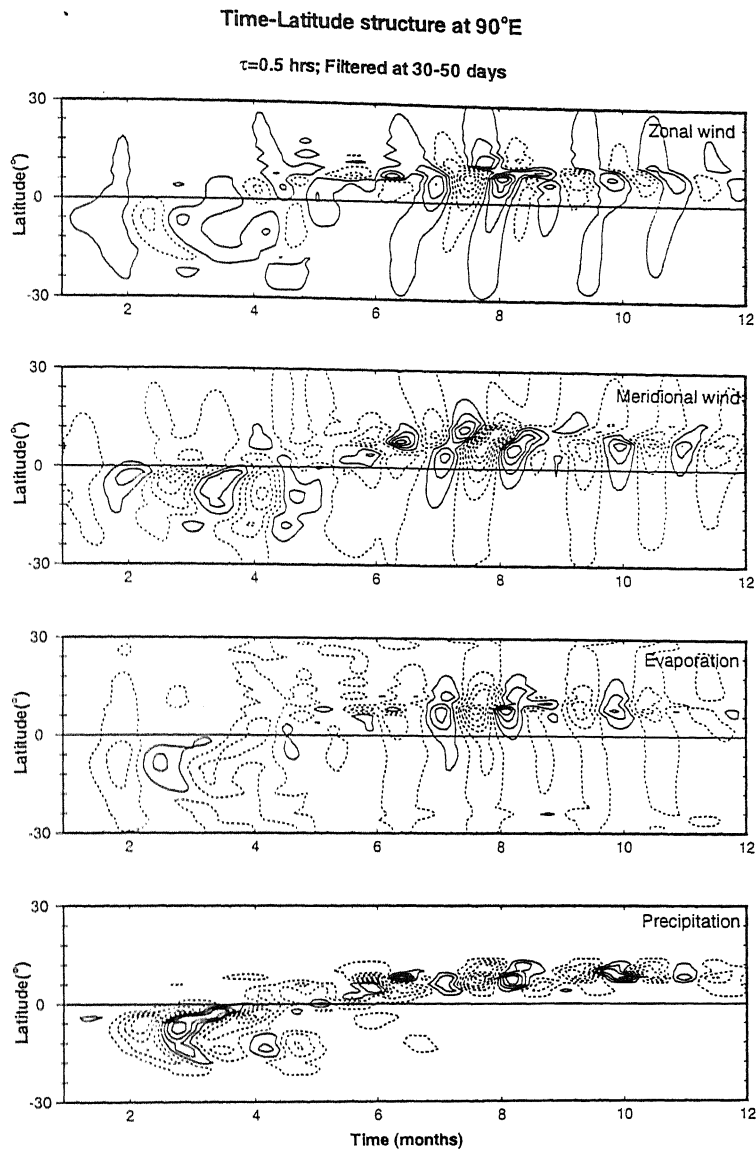 Time-Latitude structure at 90°E
τ=0.5 hrs; Filtered at 30-50 days
30
Zonal wind
Latitude(°)
0
-30
2 4 6 8 10 12
30
Meridional wind
Latitude(°)
0
-30
2 4 6 8 10 12
30
Evaporation
Latitude(°)
0
-30
2 4 6 8 10 12
30
Precipitation
Latitude(°)
0
-30
2 4 6 8 10 12
Time (months)